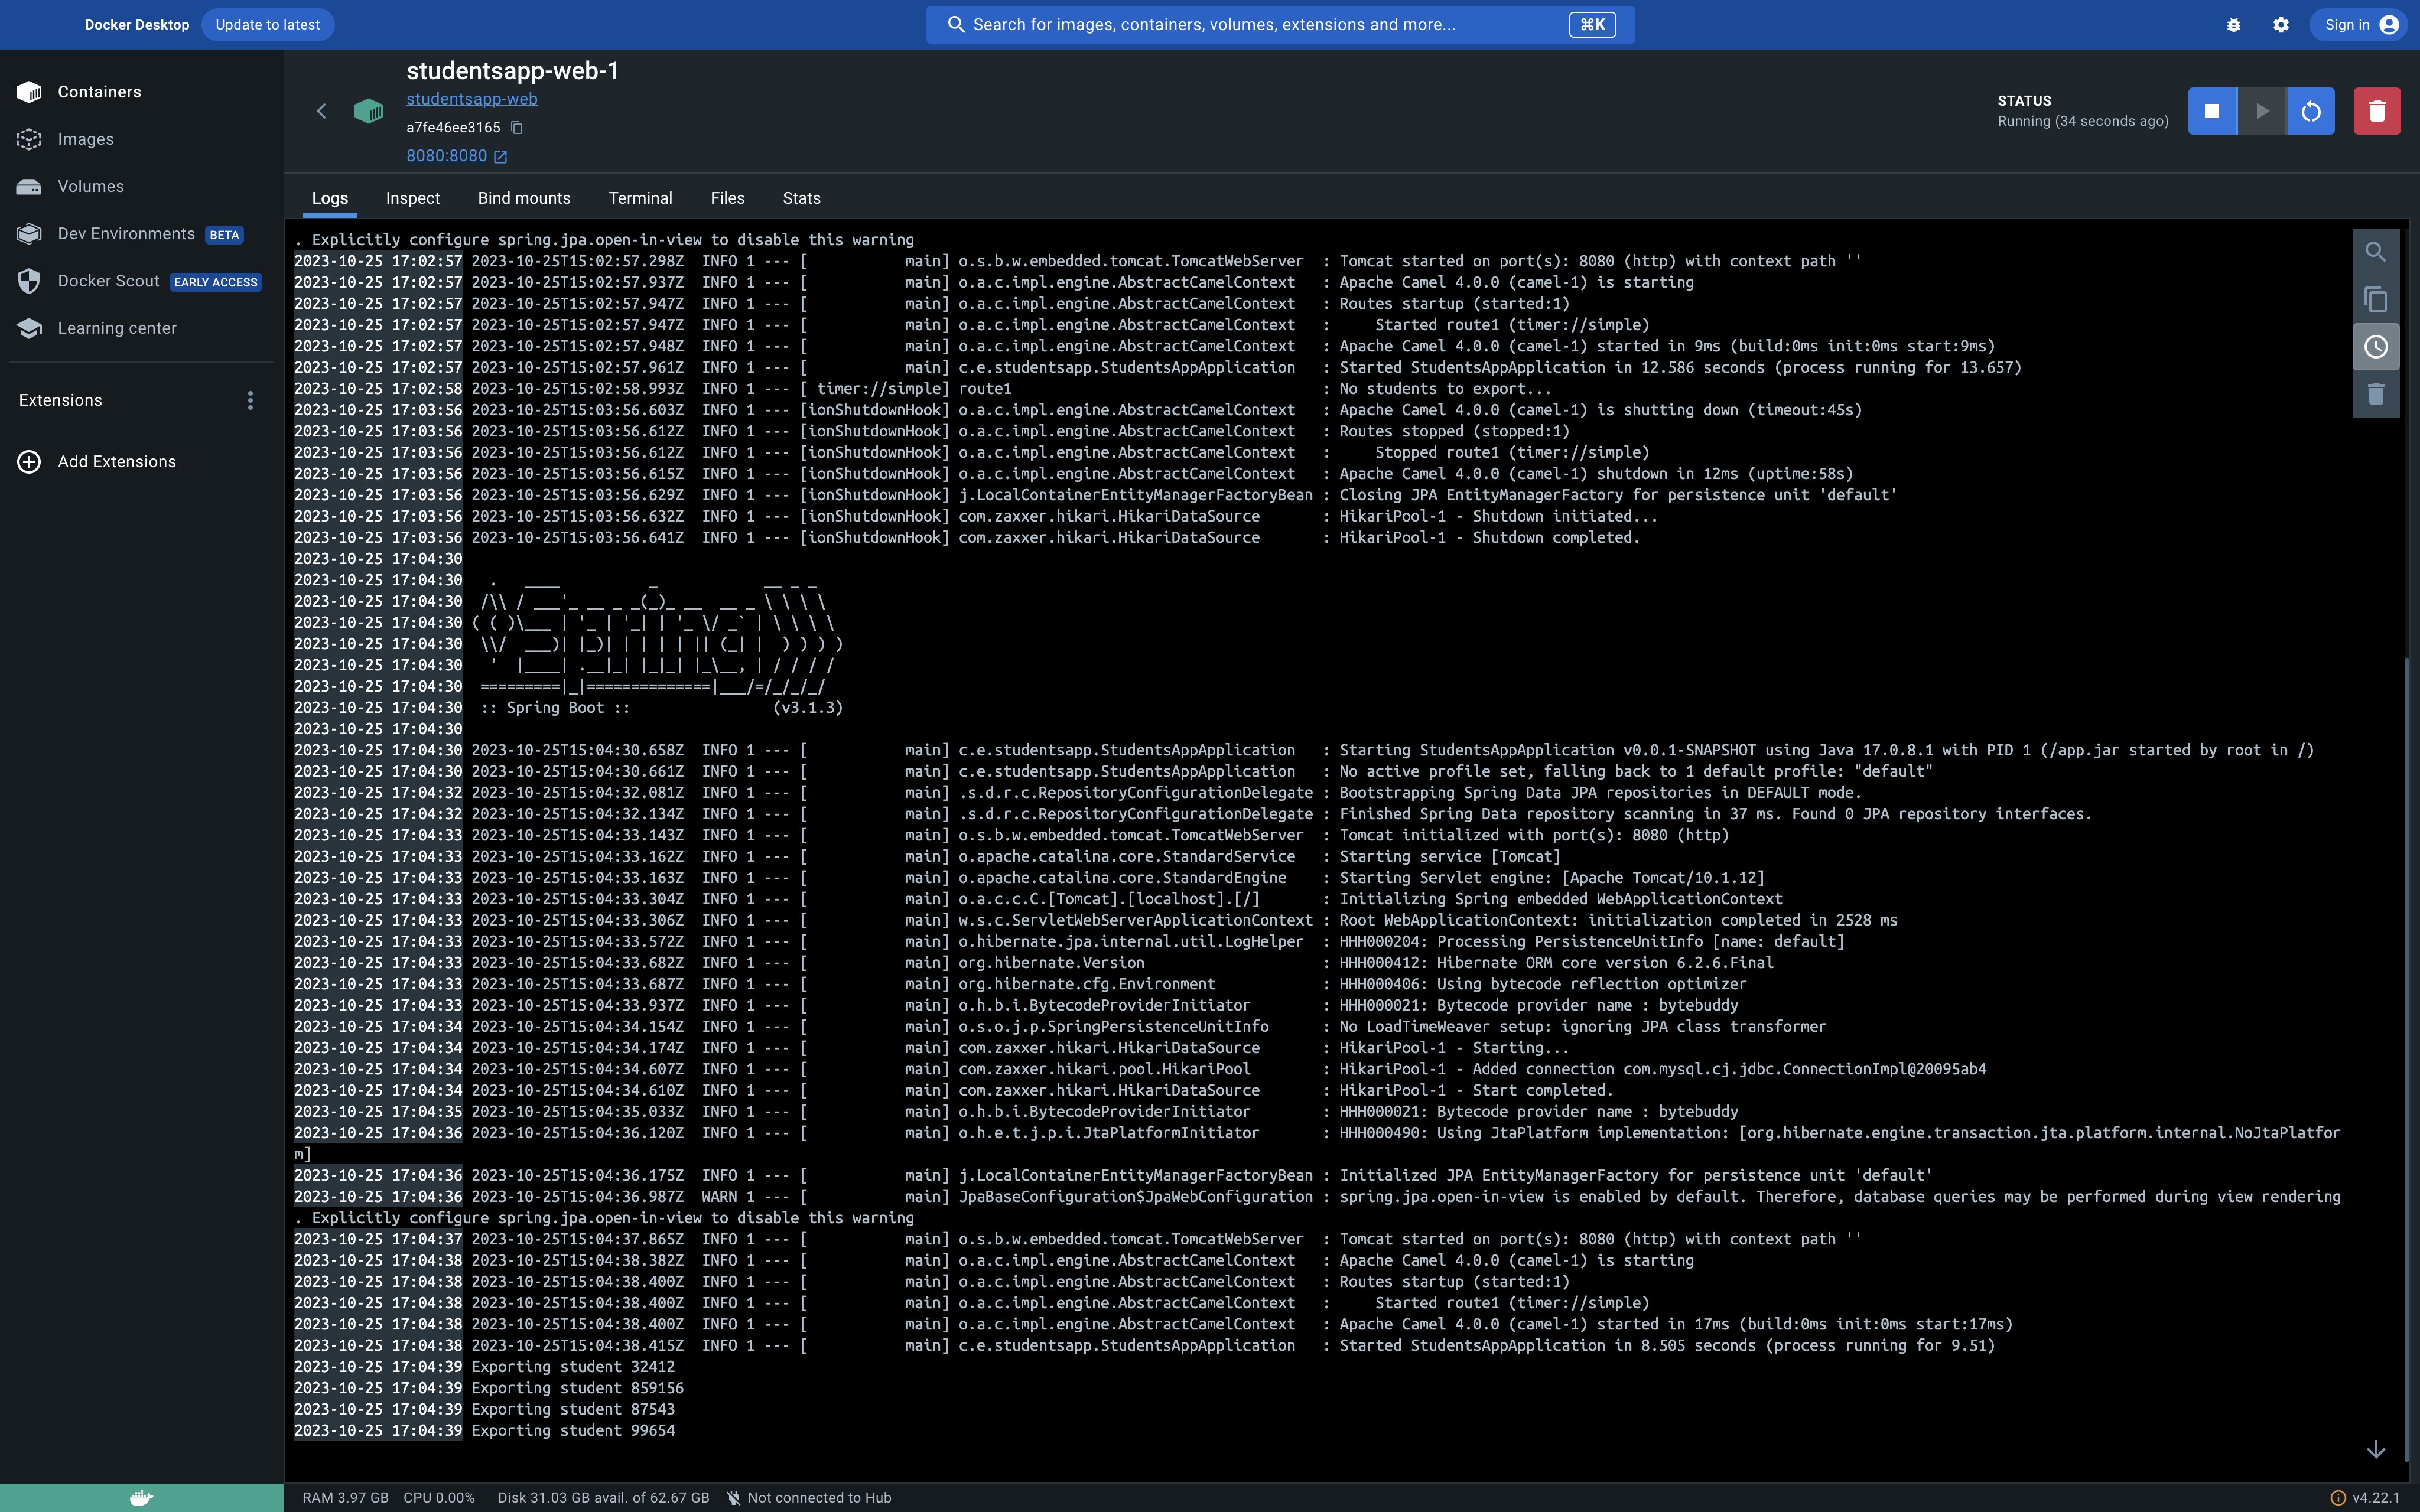 Docker Desktop Update to latest Search for images, containers, volumes, extensions and more... ⌘K Sign in
Containers
Images
Volumes
Dev Environments BETA
Docker Scout EARLY ACCESS
Learning center
Extensions
Add Extensions
studentsapp-web-1
studentsapp-web
a7fe46ee3165
8080:8080
STATUS
Running (34 seconds ago)
Logs Inspect Bind mounts Terminal Files Stats
. Explicitly configure spring.jpa.open-in-view to disable this warning
2023-10-25 17:02:57 2023-10-25T15:02:57.298Z  INFO 1 --- [           main] o.s.b.w.embedded.tomcat.TomcatWebServer  : Tomcat started on port(s): 8080 (http) with context path ''
2023-10-25 17:02:57 2023-10-25T15:02:57.937Z  INFO 1 --- [           main] o.a.c.impl.engine.AbstractCamelContext   : Apache Camel 4.0.0 (camel-1) is starting
2023-10-25 17:02:57 2023-10-25T15:02:57.947Z  INFO 1 --- [           main] o.a.c.impl.engine.AbstractCamelContext   : Routes startup (started:1)
2023-10-25 17:02:57 2023-10-25T15:02:57.947Z  INFO 1 --- [           main] o.a.c.impl.engine.AbstractCamelContext   :     Started route1 (timer://simple)
2023-10-25 17:02:57 2023-10-25T15:02:57.948Z  INFO 1 --- [           main] o.a.c.impl.engine.AbstractCamelContext   : Apache Camel 4.0.0 (camel-1) started in 9ms (build:0ms init:0ms start:9ms)
2023-10-25 17:02:57 2023-10-25T15:02:57.961Z  INFO 1 --- [           main] c.e.studentsapp.StudentsAppApplication   : Started StudentsAppApplication in 12.586 seconds (process running for 13.657)
2023-10-25 17:02:58 2023-10-25T15:02:58.993Z  INFO 1 --- [ timer://simple] route1                                   : No students to export...
2023-10-25 17:03:56 2023-10-25T15:03:56.603Z  INFO 1 --- [ionShutdownHook] o.a.c.impl.engine.AbstractCamelContext   : Apache Camel 4.0.0 (camel-1) is shutting down (timeout:45s)
2023-10-25 17:03:56 2023-10-25T15:03:56.612Z  INFO 1 --- [ionShutdownHook] o.a.c.impl.engine.AbstractCamelContext   : Routes stopped (stopped:1)
2023-10-25 17:03:56 2023-10-25T15:03:56.612Z  INFO 1 --- [ionShutdownHook] o.a.c.impl.engine.AbstractCamelContext   :     Stopped route1 (timer://simple)
2023-10-25 17:03:56 2023-10-25T15:03:56.615Z  INFO 1 --- [ionShutdownHook] o.a.c.impl.engine.AbstractCamelContext   : Apache Camel 4.0.0 (camel-1) shutdown in 12ms (uptime:58s)
2023-10-25 17:03:56 2023-10-25T15:03:56.629Z  INFO 1 --- [ionShutdownHook] j.LocalContainerEntityManagerFactoryBean : Closing JPA EntityManagerFactory for persistence unit 'default'
2023-10-25 17:03:56 2023-10-25T15:03:56.632Z  INFO 1 --- [ionShutdownHook] com.zaxxer.hikari.HikariDataSource       : HikariPool-1 - Shutdown initiated...
2023-10-25 17:03:56 2023-10-25T15:03:56.641Z  INFO 1 --- [ionShutdownHook] com.zaxxer.hikari.HikariDataSource       : HikariPool-1 - Shutdown completed.
2023-10-25 17:04:30
2023-10-25 17:04:30   .   ____          _            __ _ _
2023-10-25 17:04:30  /\\ / ___'_ __ _ _(_)_ __  __ _ \ \ \ \
2023-10-25 17:04:30 ( ( )\___ | '_ | '_| | '_ \/ _` | \ \ \ \
2023-10-25 17:04:30  \\/  ___)| |_)| | | | | || (_| |  ) ) ) )
2023-10-25 17:04:30   '  |____| .__|_| |_|_| |_\__, | / / / /
2023-10-25 17:04:30  =========|_|==============|___/=/_/_/_/
2023-10-25 17:04:30  :: Spring Boot ::                (v3.1.3)
2023-10-25 17:04:30
2023-10-25 17:04:30 2023-10-25T15:04:30.658Z  INFO 1 --- [           main] c.e.studentsapp.StudentsAppApplication   : Starting StudentsAppApplication v0.0.1-SNAPSHOT using Java 17.0.8.1 with PID 1 (/app.jar started by root in /)
2023-10-25 17:04:30 2023-10-25T15:04:30.661Z  INFO 1 --- [           main] c.e.studentsapp.StudentsAppApplication   : No active profile set, falling back to 1 default profile: "default"
2023-10-25 17:04:32 2023-10-25T15:04:32.081Z  INFO 1 --- [           main] .s.d.r.c.RepositoryConfigurationDelegate : Bootstrapping Spring Data JPA repositories in DEFAULT mode.
2023-10-25 17:04:32 2023-10-25T15:04:32.134Z  INFO 1 --- [           main] .s.d.r.c.RepositoryConfigurationDelegate : Finished Spring Data repository scanning in 37 ms. Found 0 JPA repository interfaces.
2023-10-25 17:04:33 2023-10-25T15:04:33.143Z  INFO 1 --- [           main] o.s.b.w.embedded.tomcat.TomcatWebServer  : Tomcat initialized with port(s): 8080 (http)
2023-10-25 17:04:33 2023-10-25T15:04:33.162Z  INFO 1 --- [           main] o.apache.catalina.core.StandardService   : Starting service [Tomcat]
2023-10-25 17:04:33 2023-10-25T15:04:33.163Z  INFO 1 --- [           main] o.apache.catalina.core.StandardEngine    : Starting Servlet engine: [Apache Tomcat/10.1.12]
2023-10-25 17:04:33 2023-10-25T15:04:33.304Z  INFO 1 --- [           main] o.a.c.c.C.[Tomcat].[localhost].[/]       : Initializing Spring embedded WebApplicationContext
2023-10-25 17:04:33 2023-10-25T15:04:33.306Z  INFO 1 --- [           main] w.s.c.ServletWebServerApplicationContext : Root WebApplicationContext: initialization completed in 2528 ms
2023-10-25 17:04:33 2023-10-25T15:04:33.572Z  INFO 1 --- [           main] o.hibernate.jpa.internal.util.LogHelper  : HHH000204: Processing PersistenceUnitInfo [name: default]
2023-10-25 17:04:33 2023-10-25T15:04:33.682Z  INFO 1 --- [           main] org.hibernate.Version                    : HHH000412: Hibernate ORM core version 6.2.6.Final
2023-10-25 17:04:33 2023-10-25T15:04:33.687Z  INFO 1 --- [           main] org.hibernate.cfg.Environment            : HHH000406: Using bytecode reflection optimizer
2023-10-25 17:04:33 2023-10-25T15:04:33.937Z  INFO 1 --- [           main] o.h.b.i.BytecodeProviderInitiator        : HHH000021: Bytecode provider name : bytebuddy
2023-10-25 17:04:34 2023-10-25T15:04:34.154Z  INFO 1 --- [           main] o.s.o.j.p.SpringPersistenceUnitInfo      : No LoadTimeWeaver setup: ignoring JPA class transformer
2023-10-25 17:04:34 2023-10-25T15:04:34.174Z  INFO 1 --- [           main] com.zaxxer.hikari.HikariDataSource       : HikariPool-1 - Starting...
2023-10-25 17:04:34 2023-10-25T15:04:34.607Z  INFO 1 --- [           main] com.zaxxer.hikari.pool.HikariPool        : HikariPool-1 - Added connection com.mysql.cj.jdbc.ConnectionImpl@20095ab4
2023-10-25 17:04:34 2023-10-25T15:04:34.610Z  INFO 1 --- [           main] com.zaxxer.hikari.HikariDataSource       : HikariPool-1 - Start completed.
2023-10-25 17:04:35 2023-10-25T15:04:35.033Z  INFO 1 --- [           main] o.h.b.i.BytecodeProviderInitiator        : HHH000021: Bytecode provider name : bytebuddy
2023-10-25 17:04:36 2023-10-25T15:04:36.120Z  INFO 1 --- [           main] o.h.e.t.j.p.i.JtaPlatformInitiator       : HHH000490: Using JtaPlatform implementation: [org.hibernate.engine.transaction.jta.platform.internal.NoJtaPlatfor
m]
2023-10-25 17:04:36 2023-10-25T15:04:36.175Z  INFO 1 --- [           main] j.LocalContainerEntityManagerFactoryBean : Initialized JPA EntityManagerFactory for persistence unit 'default'
2023-10-25 17:04:36 2023-10-25T15:04:36.987Z  WARN 1 --- [           main] JpaBaseConfiguration$JpaWebConfiguration : spring.jpa.open-in-view is enabled by default. Therefore, database queries may be performed during view rendering
. Explicitly configure spring.jpa.open-in-view to disable this warning
2023-10-25 17:04:37 2023-10-25T15:04:37.865Z  INFO 1 --- [           main] o.s.b.w.embedded.tomcat.TomcatWebServer  : Tomcat started on port(s): 8080 (http) with context path ''
2023-10-25 17:04:38 2023-10-25T15:04:38.382Z  INFO 1 --- [           main] o.a.c.impl.engine.AbstractCamelContext   : Apache Camel 4.0.0 (camel-1) is starting
2023-10-25 17:04:38 2023-10-25T15:04:38.400Z  INFO 1 --- [           main] o.a.c.impl.engine.AbstractCamelContext   : Routes startup (started:1)
2023-10-25 17:04:38 2023-10-25T15:04:38.400Z  INFO 1 --- [           main] o.a.c.impl.engine.AbstractCamelContext   :     Started route1 (timer://simple)
2023-10-25 17:04:38 2023-10-25T15:04:38.400Z  INFO 1 --- [           main] o.a.c.impl.engine.AbstractCamelContext   : Apache Camel 4.0.0 (camel-1) started in 17ms (build:0ms init:0ms start:17ms)
2023-10-25 17:04:38 2023-10-25T15:04:38.415Z  INFO 1 --- [           main] c.e.studentsapp.StudentsAppApplication   : Started StudentsAppApplication in 8.505 seconds (process running for 9.51)
2023-10-25 17:04:39 Exporting student 32412
2023-10-25 17:04:39 Exporting student 859156
2023-10-25 17:04:39 Exporting student 87543
2023-10-25 17:04:39 Exporting student 99654
RAM 3.97 GB CPU 0.00% Disk 31.03 GB avail. of 62.67 GB Not connected to Hub v4.22.1